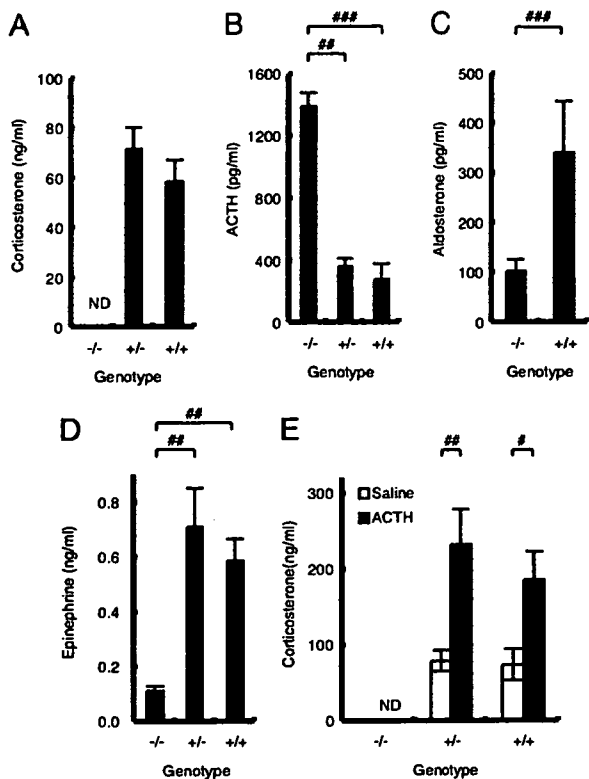 A
Corticosterone (ng/ml)
100
80
60
40
20
0
ND
-/-
+/-
+/+
Genotype
B
###
##
ACTH (pg/ml)
1600
1200
800
400
0
-/-
+/-
+/+
Genotype
C
###
Aldosterone (pg/ml)
500
400
300
200
100
0
-/-
+/+
Genotype
D
##
##
Epinephrine (ng/ml)
0.8
0.6
0.4
0.2
0.0
-/-
+/-
+/+
Genotype
E
##
#
Saline
ACTH
Corticosterone(ng/ml)
300
200
100
0
ND
-/-
+/-
+/+
Genotype